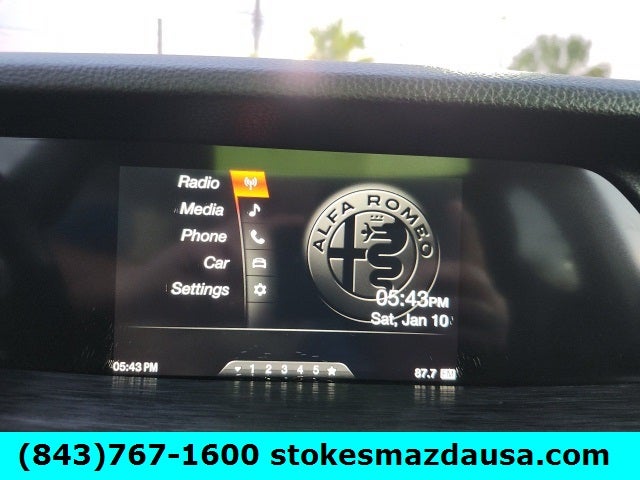 Radio
Media
Phone
Car
Settings
ALFA ROMEO
05:43PM
Sat, Jan 10
05:43 PM
1 2 3 4 5
87.7 FM
(843)767-1600 stokesmazdausa.com